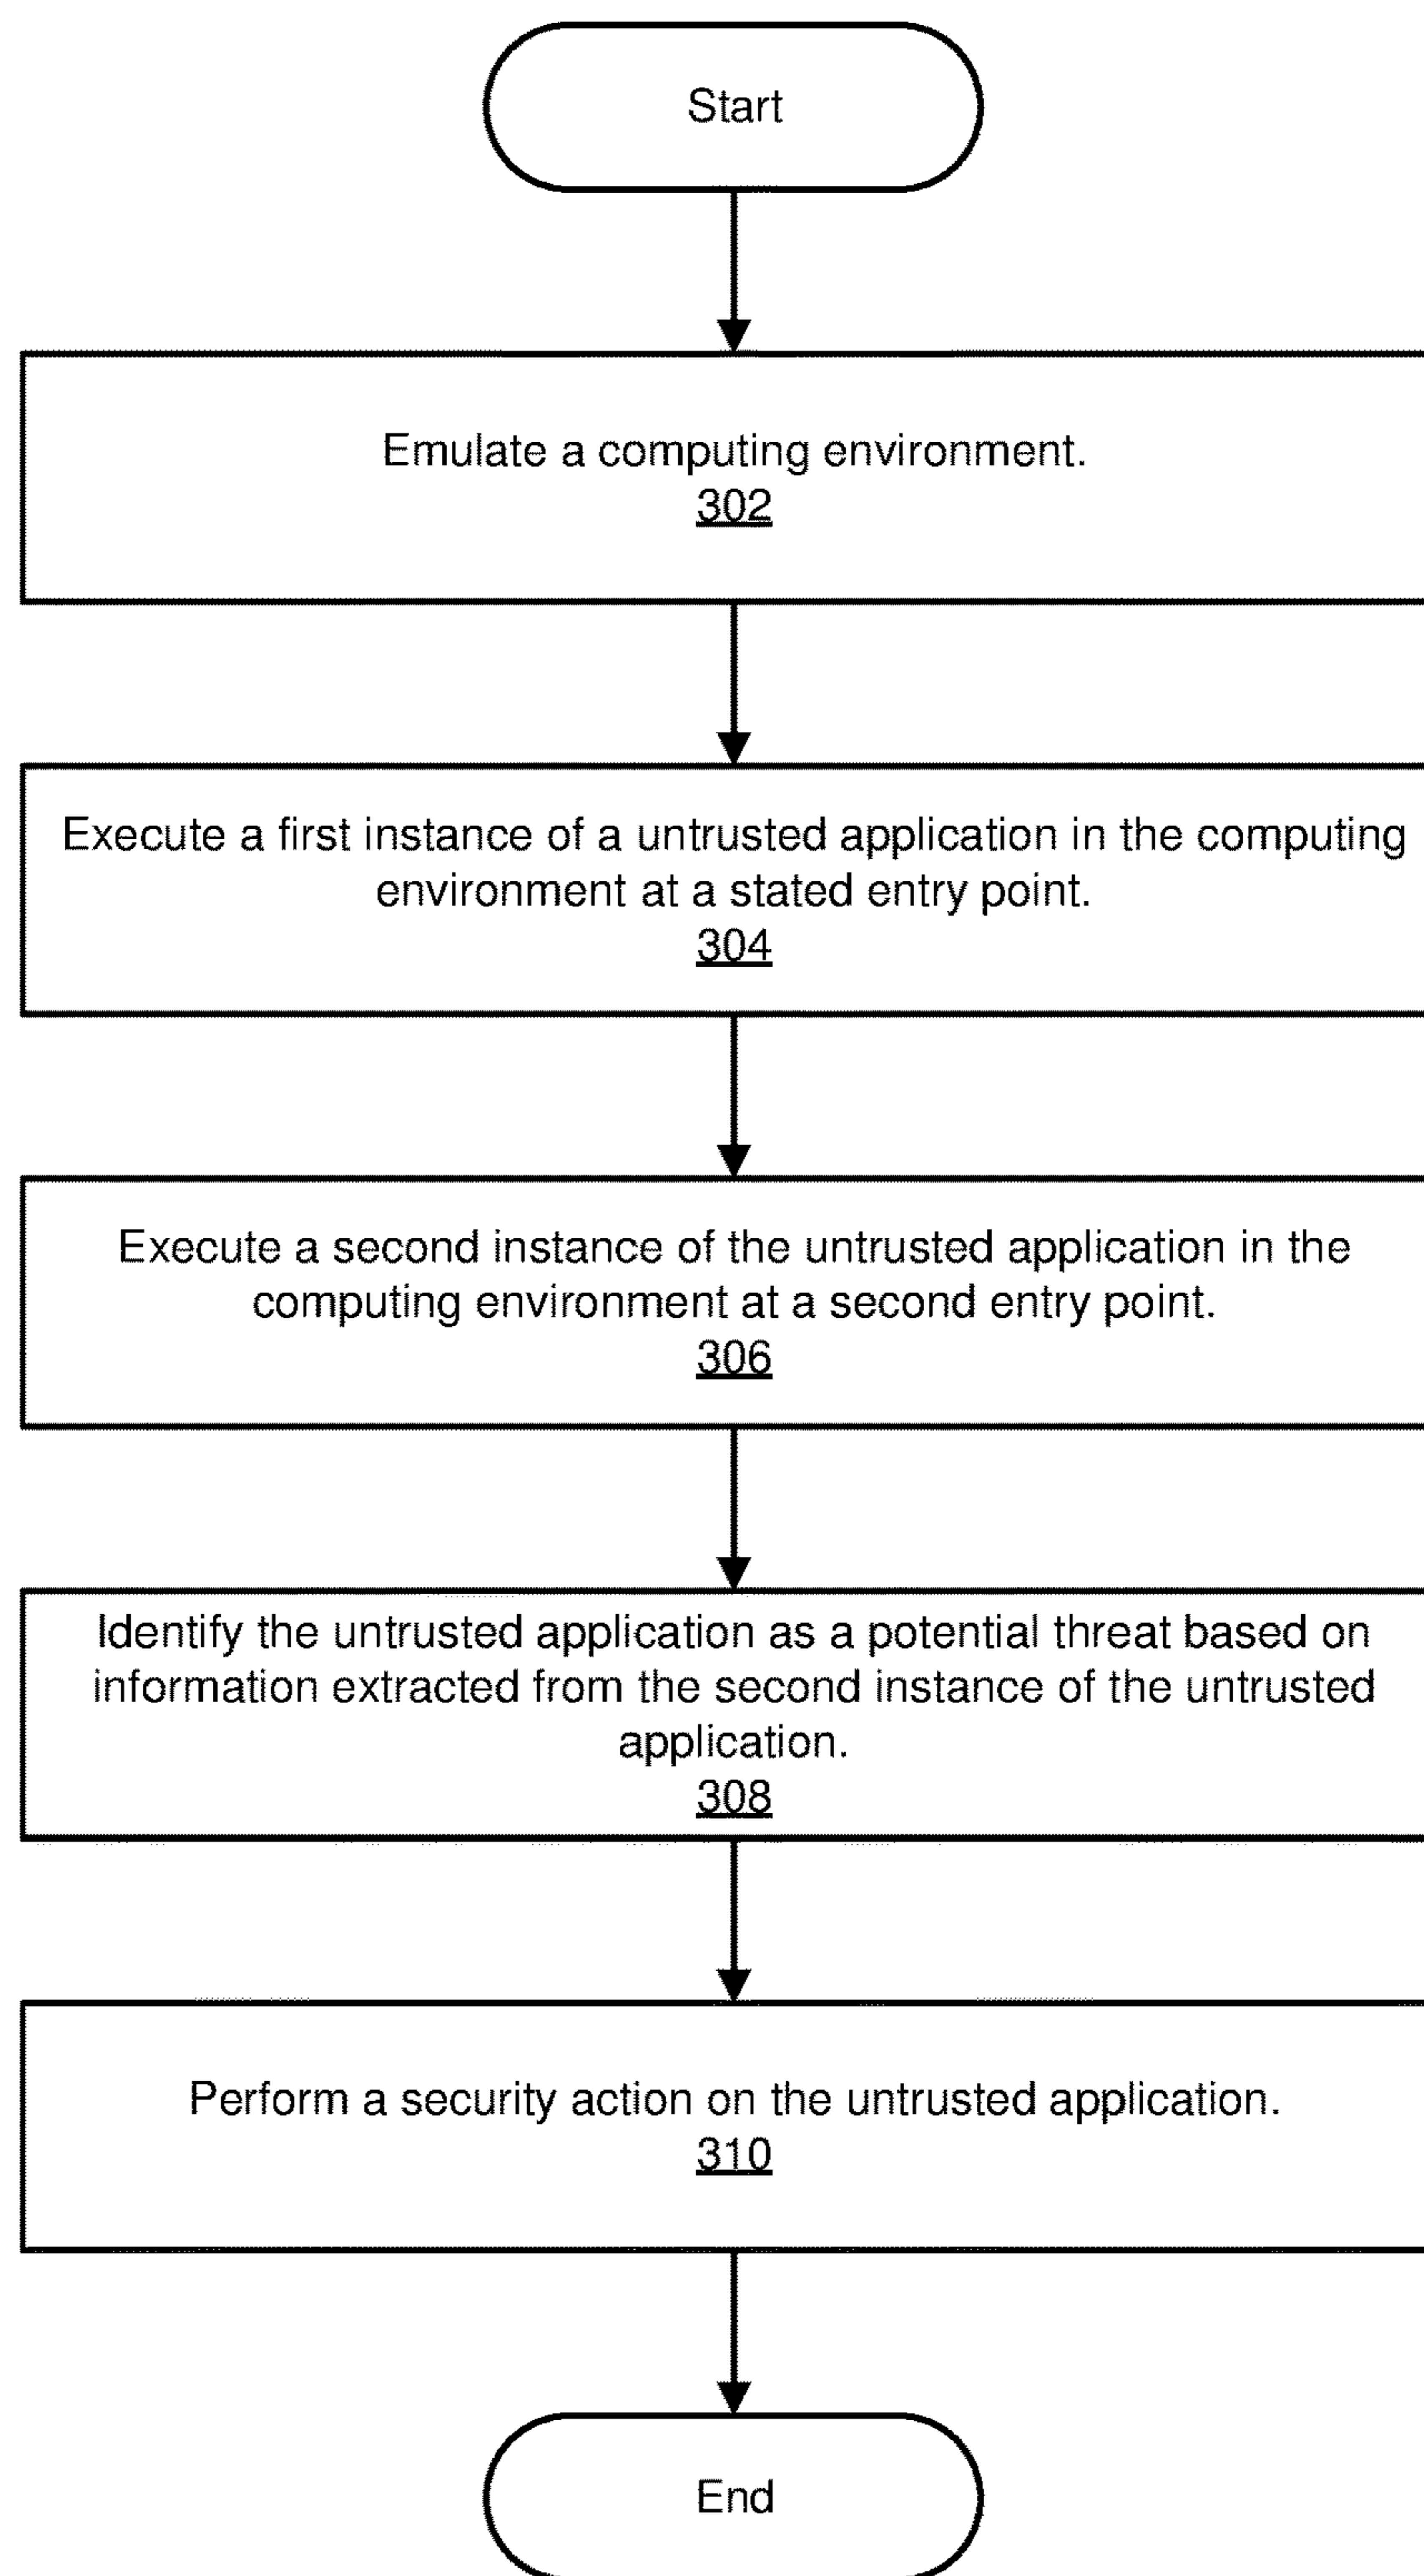 Start
Emulate a computing environment.
302
Execute a first instance of a untrusted application in the computing
environment at a stated entry point.
304
Execute a second instance of the untrusted application in the
computing environment at a second entry point.
306
Identify the untrusted application as a potential threat based on
information extracted from the second instance of the untrusted
application.
308
Perform a security action on the untrusted application.
310
End